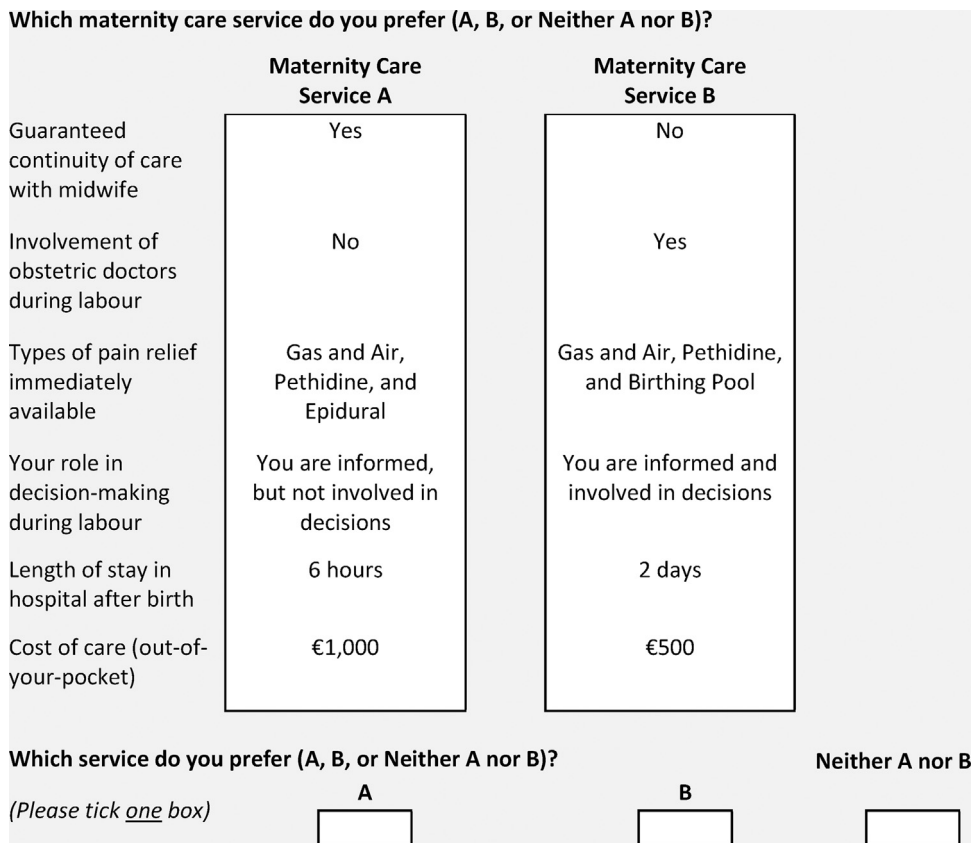 Which maternity care service do you prefer (A, B, or Neither A nor B)?
Maternity Care Service A
Maternity Care Service B
Guaranteed continuity of care with midwife
Yes
No
Involvement of obstetric doctors during labour
No
Yes
Types of pain relief immediately available
Gas and Air, Pethidine, and Epidural
Gas and Air, Pethidine, and Birthing Pool
Your role in decision-making during labour
You are informed, but not involved in decisions
You are informed and involved in decisions
Length of stay in hospital after birth
6 hours
2 days
Cost of care (out-of-your-pocket)
€1,000
€500
Which service do you prefer (A, B, or Neither A nor B)?
Neither A nor B
(Please tick one box)
A
B